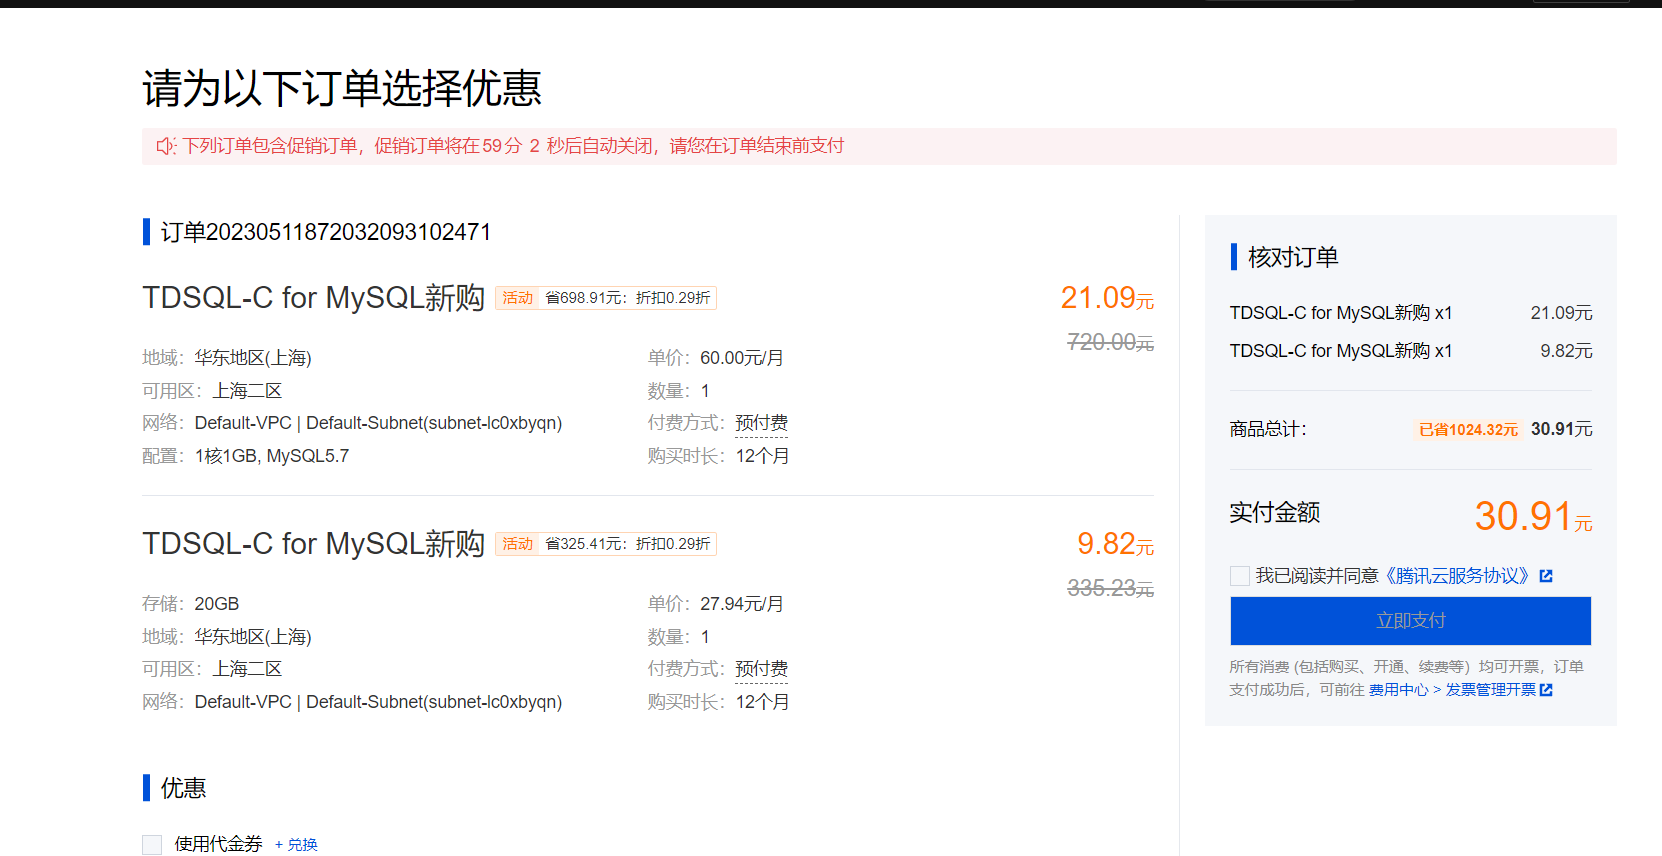 请为以下订单选择优惠
下列订单包含促销订单，促销订单将在59分 2 秒后自动关闭，请您在订单结束前支付
订单20230511872032093102471
TDSQL-C for MySQL新购 活动 省698.91元：折扣0.29折 21.09元
720.00元
地域：华东地区(上海) 单价：60.00元/月
可用区：上海二区 数量：1
网络：Default-VPC | Default-Subnet(subnet-lc0xbyqn) 付费方式：预付费
配置：1核1GB, MySQL5.7 购买时长：12个月
TDSQL-C for MySQL新购 活动 省325.41元：折扣0.29折 9.82元
335.23元
存储：20GB 单价：27.94元/月
地域：华东地区(上海) 数量：1
可用区：上海二区 付费方式：预付费
网络：Default-VPC | Default-Subnet(subnet-lc0xbyqn) 购买时长：12个月
优惠
使用代金券 + 兑换
核对订单
TDSQL-C for MySQL新购 x1 21.09元
TDSQL-C for MySQL新购 x1 9.82元
商品总计： 已省1024.32元 30.91元
实付金额 30.91元
我已阅读并同意《腾讯云服务协议》
立即支付
所有消费 (包括购买、开通、续费等）均可开票，订单
支付成功后，可前往 费用中心 > 发票管理开票